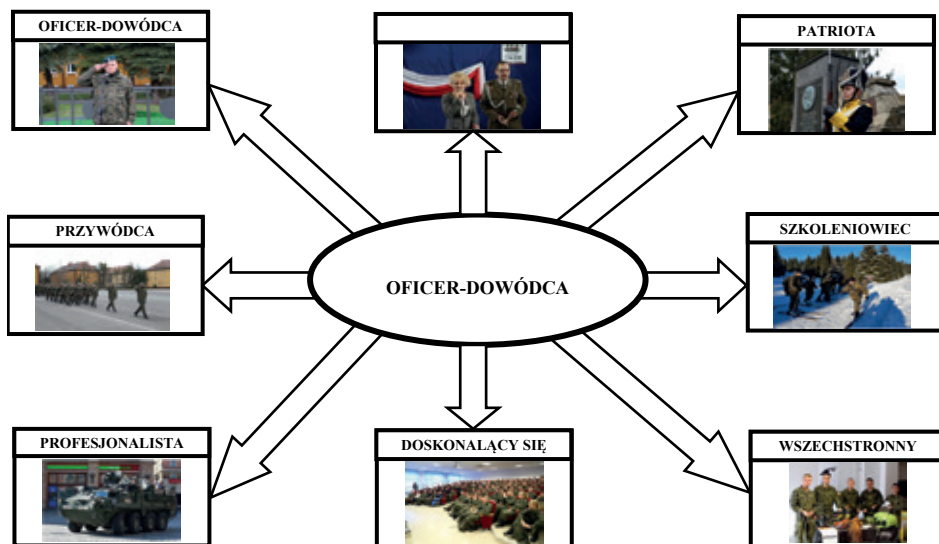 OFICER-DOWÓDCA
PATRIOTA
PRZYWÓDCA
OFICER-DOWÓDCA
SZKOLENIOWIEC
PROFESJONALISTA
DOSKONALĄCY SIĘ
WSZECHSTRONNY